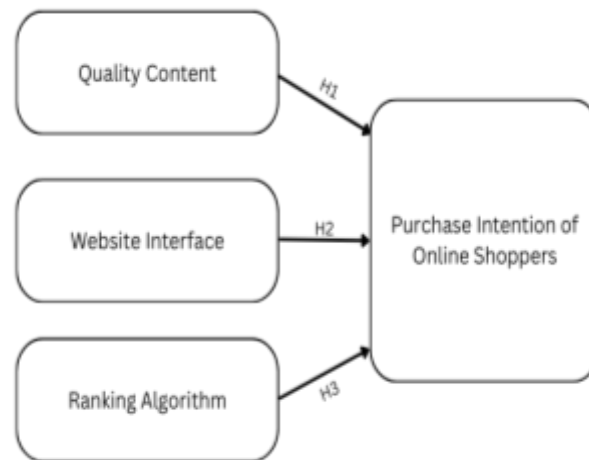 Quality Content
H1
Website Interface
H2
Purchase Intention of
Online Shoppers
Ranking Algorithm
H3